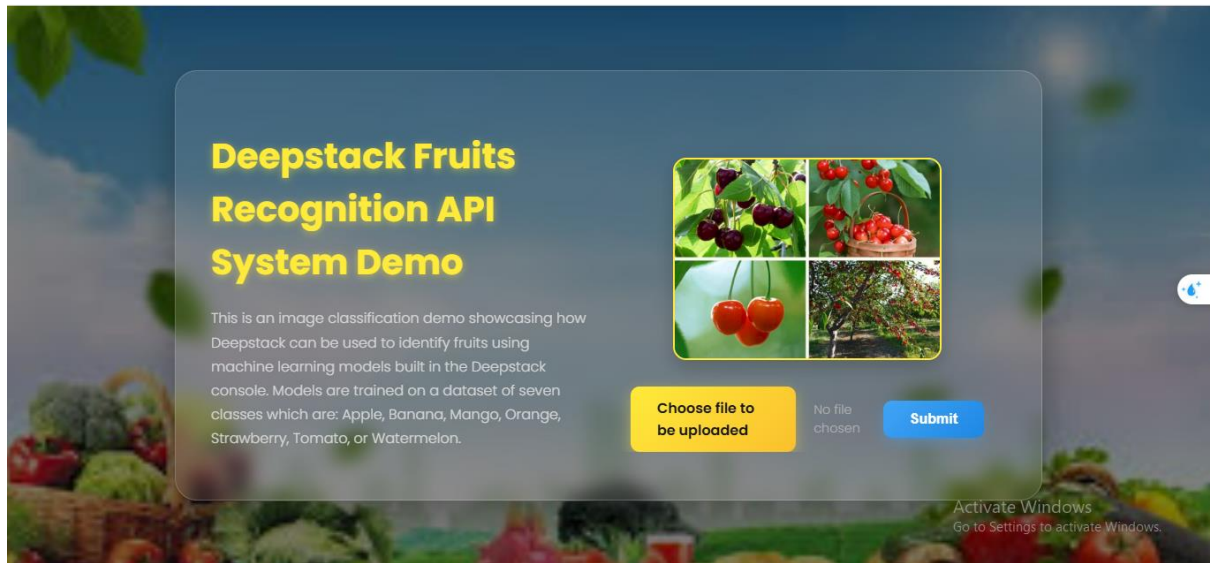 Deepstack Fruits
Recognition API
System Demo
This is an image classification demo showcasing how
Deepstack can be used to identify fruits using
machine learning models built in the Deepstack
console. Models are trained on a dataset of seven
classes which are: Apple, Banana, Mango, Orange,
Strawberry, Tomato, or Watermelon.
Choose file to
be uploaded
No file
chosen
Submit
Activate Windows
Go to Settings to activate Windows.